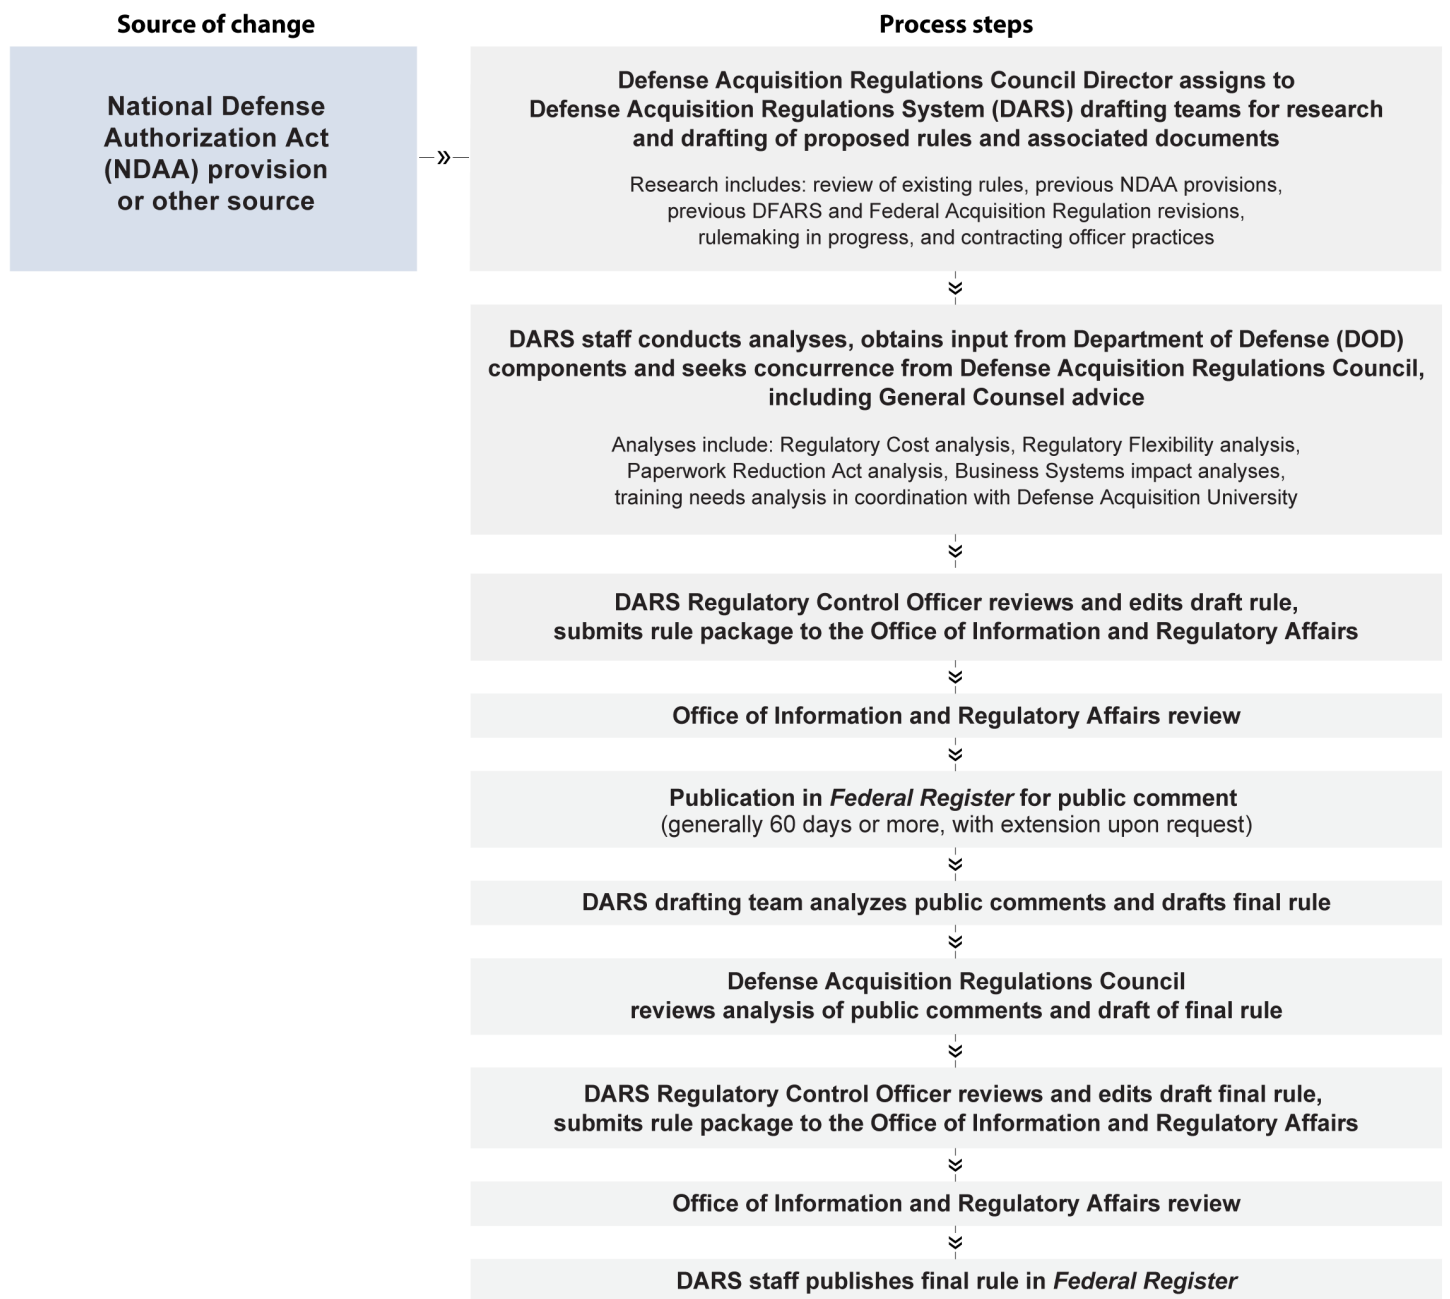 Source of change
Process steps
National Defense
Authorization Act
(NDAA) provision
or other source
Defense Acquisition Regulations Council Director assigns to
Defense Acquisition Regulations System (DARS) drafting teams for research
and drafting of proposed rules and associated documents
Research includes: review of existing rules, previous NDAA provisions,
previous DFARS and Federal Acquisition Regulation revisions,
rulemaking in progress, and contracting officer practices
DARS staff conducts analyses, obtains input from Department of Defense (DOD)
components and seeks concurrence from Defense Acquisition Regulations Council,
including General Counsel advice
Analyses include: Regulatory Cost analysis, Regulatory Flexibility analysis,
Paperwork Reduction Act analysis, Business Systems impact analyses,
training needs analysis in coordination with Defense Acquisition University
DARS Regulatory Control Officer reviews and edits draft rule,
submits rule package to the Office of Information and Regulatory Affairs
Office of Information and Regulatory Affairs review
Publication in Federal Register for public comment
(generally 60 days or more, with extension upon request)
DARS drafting team analyzes public comments and drafts final rule
Defense Acquisition Regulations Council
reviews analysis of public comments and draft of final rule
DARS Regulatory Control Officer reviews and edits draft final rule,
submits rule package to the Office of Information and Regulatory Affairs
Office of Information and Regulatory Affairs review
DARS staff publishes final rule in Federal Register